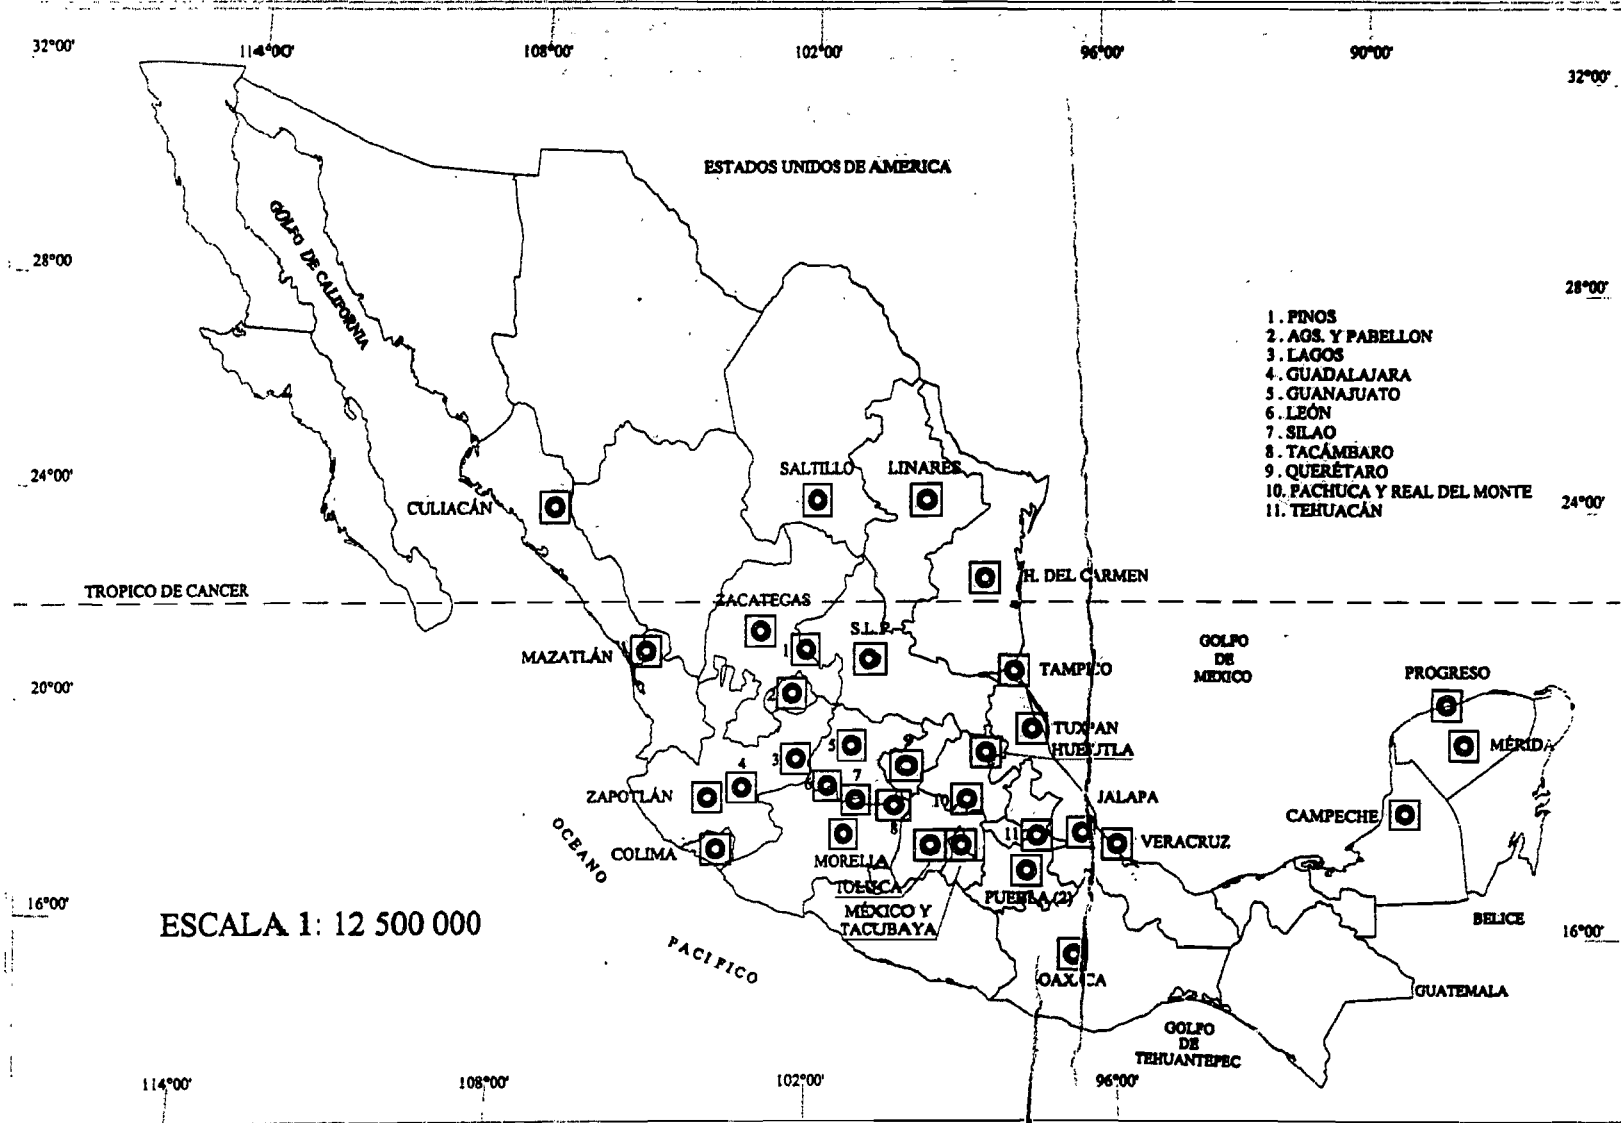 32°00'
114°00'
108°00'
102°00'
96°00'
90°00'
32°00'
ESTADOS UNIDOS DE AMERICA
GOLFO DE CALIFORNIA
28°00'
28°00'
1. PINOS
2. AGS. Y PABELLON
3. LAGOS
4. GUADALAJARA
5. GUANAJUATO
6. LEÓN
7. SILAO
8. TACÁMBARO
9. QUERÉTARO
10. PACHUCA Y REAL DEL MONTE
11. TEHUACÁN
24°00'
24°00'
SALTILLO
LINARES
CULIACÁN
H. DEL CARMEN
TROPICO DE CANCER
ZACATEGAS
S.L.P.
MAZATLÁN
1
TAMPICO
GOLFO
DE
MEXICO
PROGRESO
20°00'
2
TUXPAN
HUEJUTLA
MÉRIDA
3
4
5
6
7
9
10
ZAPOTLÁN
JALAPA
CAMPECHE
8
11
VERACRUZ
COLIMA
MORELIA
TOLUCA
PUEBLA (2)
MÉXICO Y
TACUBAYA
OCEANO
PACIFICO
16°00'
ESCALA 1: 12 500 000
BELICE
16°00'
OAXACA
GUATEMALA
GOLFO
DE
TEHUANTEPEC
114°00'
108°00'
102°00'
96°00'